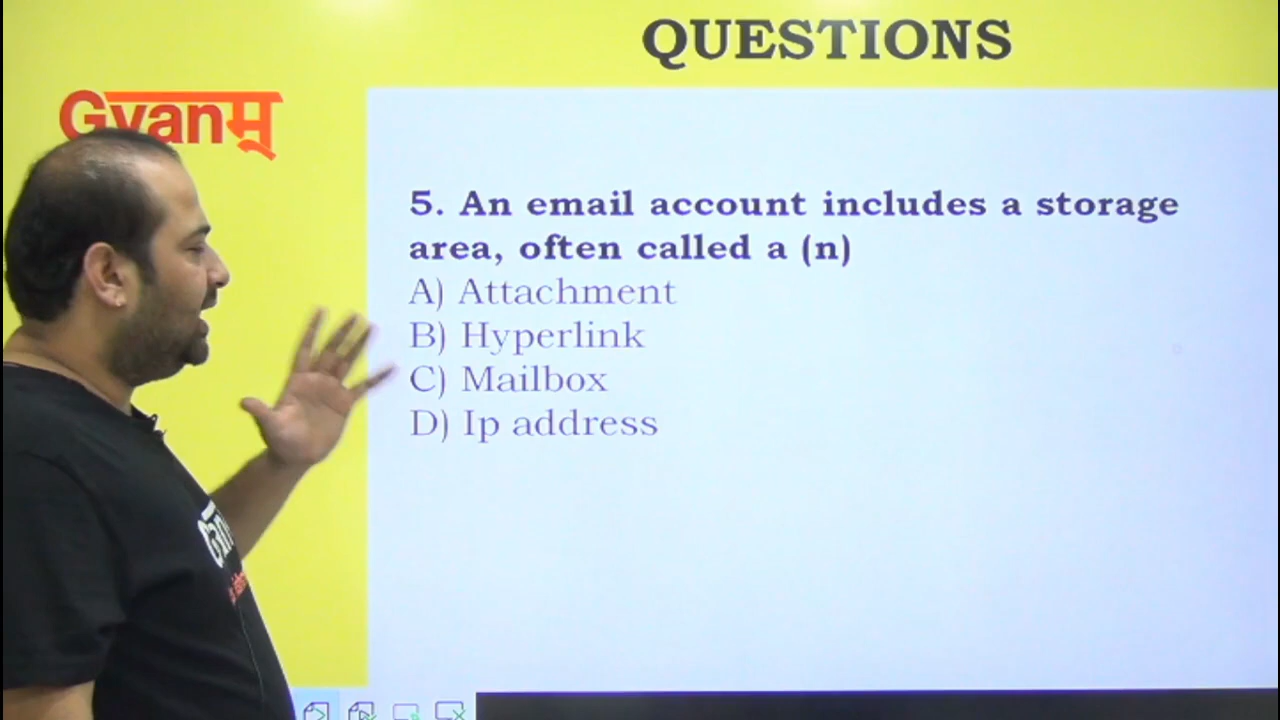 QUESTIONS
Gyanम्
5. An email account includes a storage
area, often called a (n)
A) Attachment
B) Hyperlink
C) Mailbox
D) Ip address